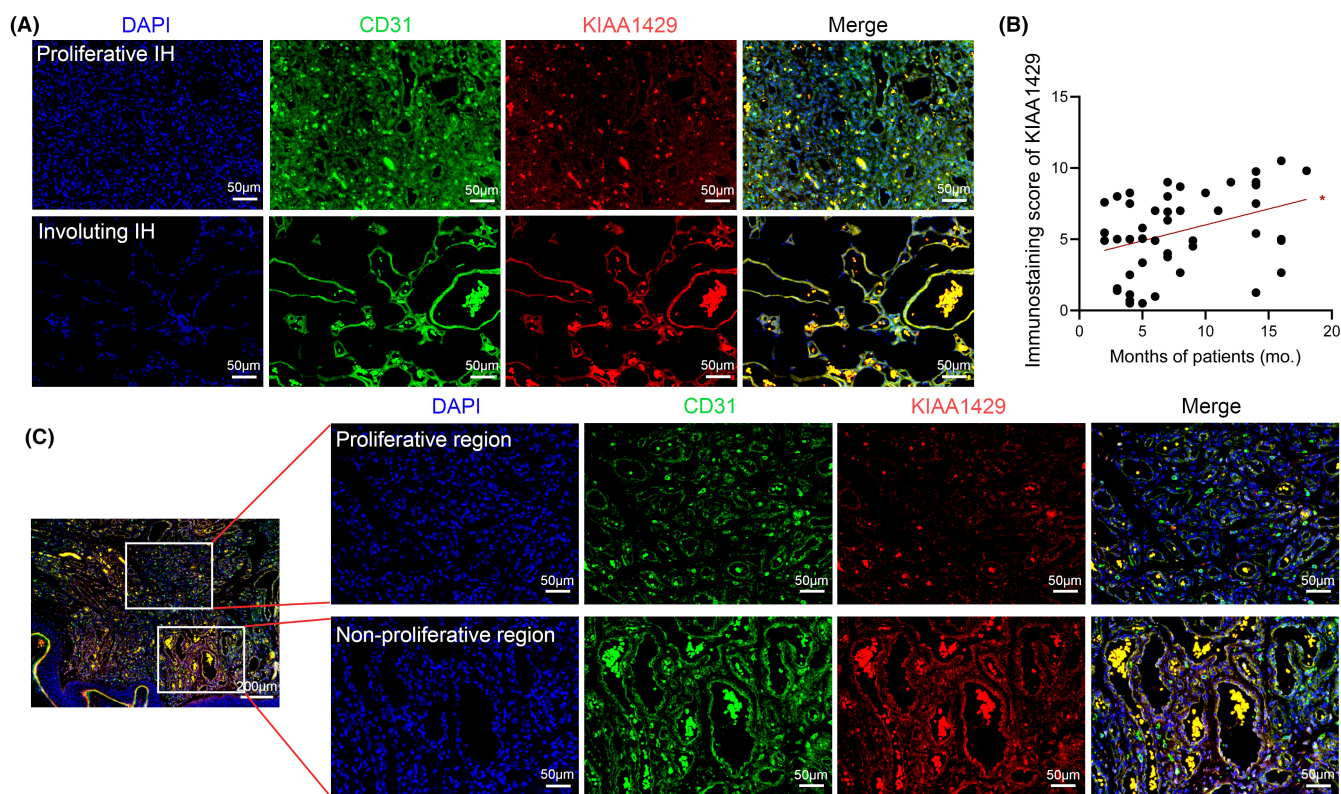 (A)
DAPI
CD31
KIAA1429
Merge
Proliferative IH
50μm
50μm
50μm
50μm
Involuting IH
50μm
50μm
50μm
50μm
(B)
Immunostaining score of KIAA1429
15
10
5
0
*
0
5
10
15
20
Months of patients (mo.)
(C)
DAPI
CD31
KIAA1429
Merge
200μm
Proliferative region
50μm
50μm
50μm
50μm
Non-proliferative region
50μm
50μm
50μm
50μm